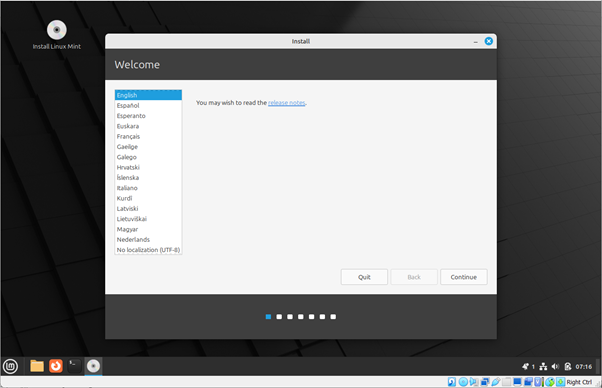 Install Linux Mint
Install
Welcome
English
Español
Esperanto
Euskara
Français
Gaeilge
Galego
Hrvatski
Íslenska
Italiano
Kurdî
Latviski
Lietuviškai
Magyar
Nederlands
No localization (UTF-8)
You may wish to read the release notes.
Quit
Back
Continue
1
07:16
Right Ctrl